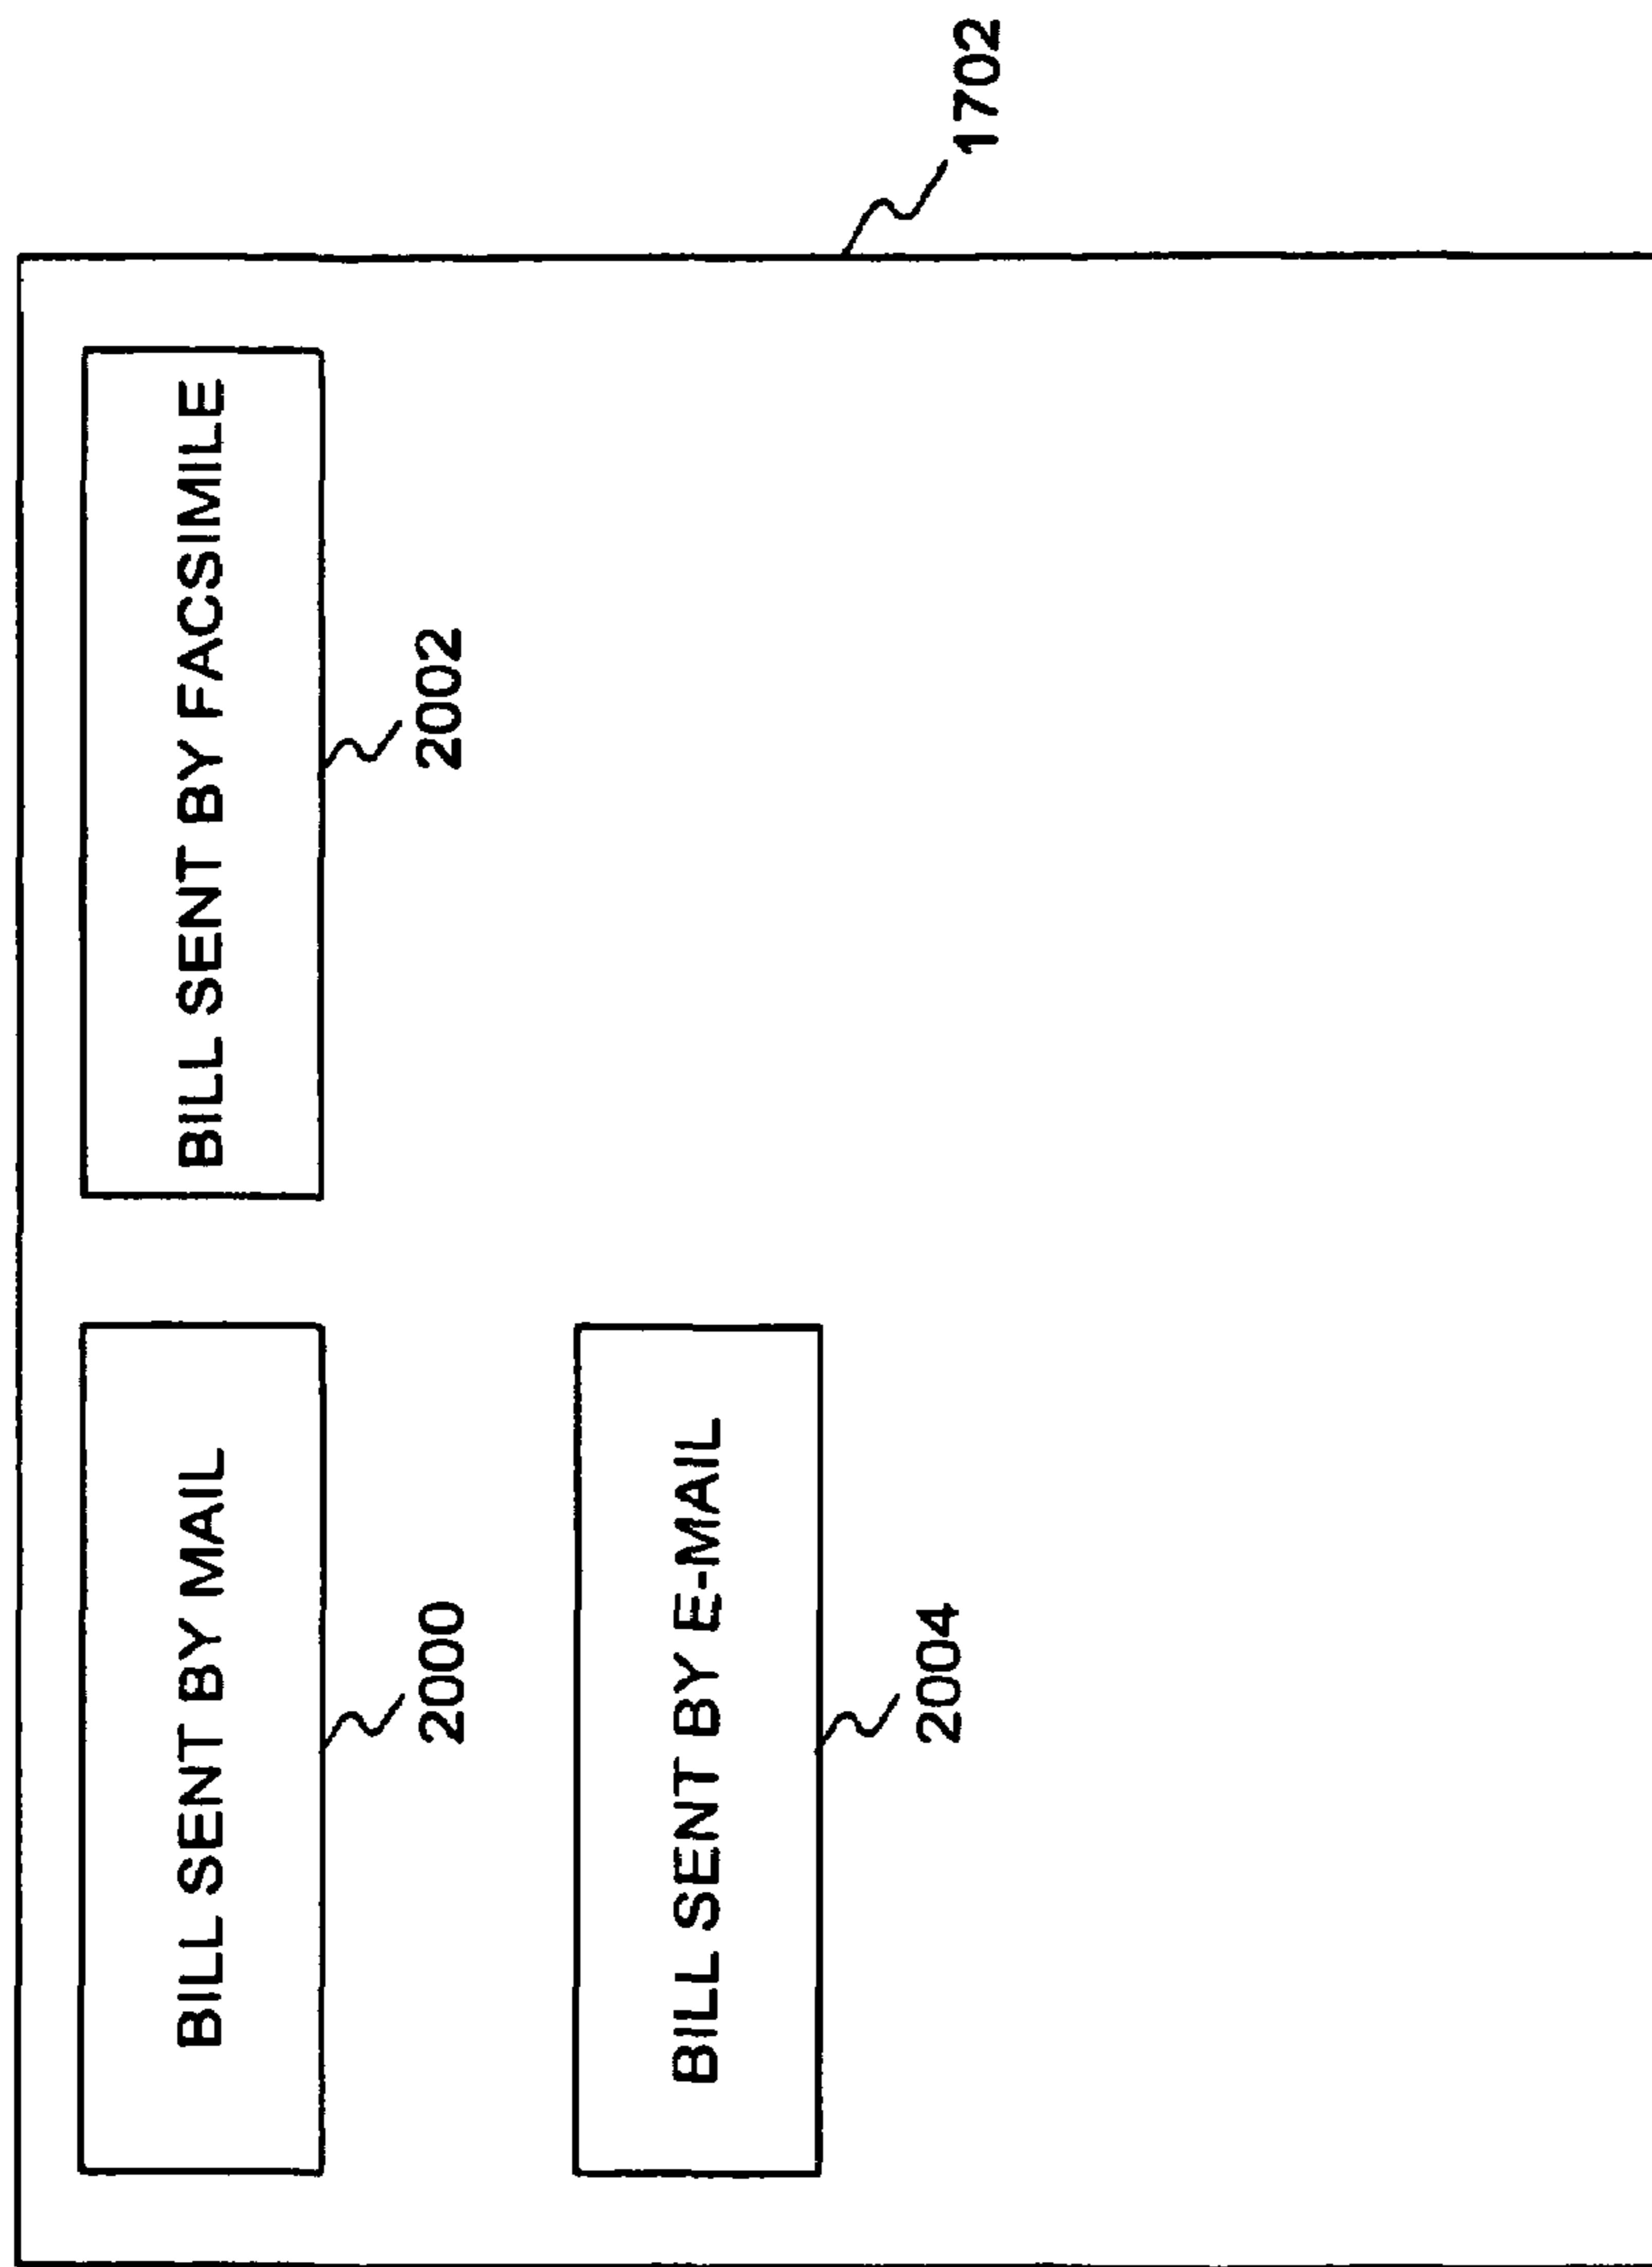 BILL SENT BY MAIL
2000
BILL SENT BY FACSIMILE
2002
BILL SENT BY E-MAIL
2004
1702